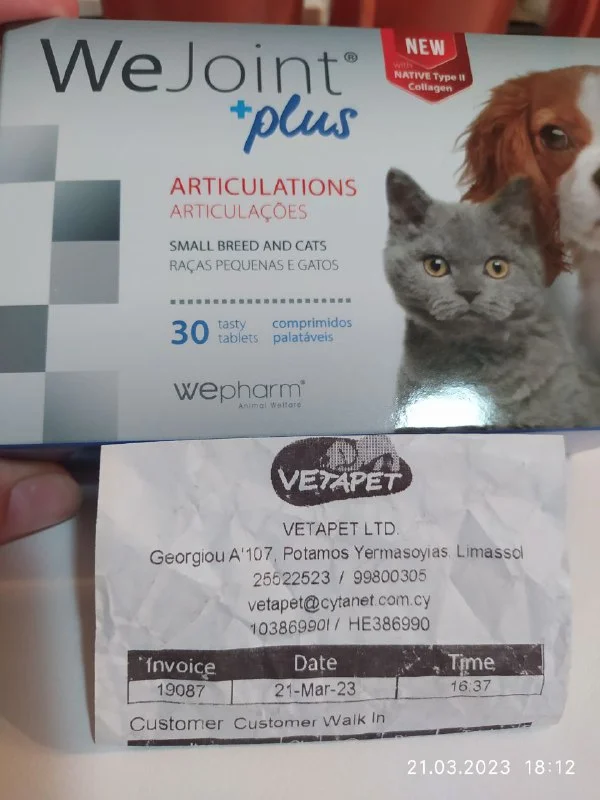 WeJoint®
+plus
NEW
with
NATIVE Type II
Collagen
ARTICULATIONS
ARTICULAÇÕES
SMALL BREED AND CATS
RAÇAS PEQUENAS E GATOS
30 tasty tablets comprimidos palatáveis
wepharm®
Animal Welfare
VETAPET
VETAPET LTD.
Georgiou A'107, Potamos Yermasoyias, Limassol
25522523 / 99800305
vetapet@cytanet.com.cy
10386990I / HE386990
Invoice Date Time
19087 21-Mar-23 16:37
Customer Customer Walk In
21.03.2023 18:12